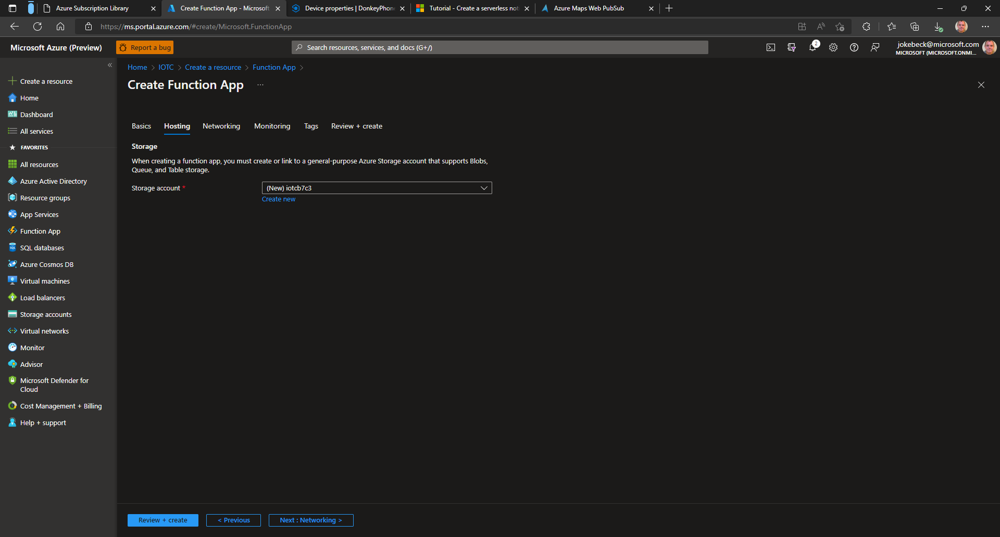 Azure Subscription Library
Create Function App - Microsoft
Device properties | DonkeyPhon
Tutorial - Create a serverless not
Azure Maps Web PubSub
https://ms.portal.azure.com/#create/Microsoft.FunctionApp
Microsoft Azure (Preview)
Report a bug
Search resources, services, and docs (G+/)
2
jokebeck@microsoft.com
MICROSOFT (MICROSOFT.ONMI...
Home > IOTC > Create a resource > Function App >
Create Function App ...
Create a resource
Home
Dashboard
All services
FAVORITES
All resources
Azure Active Directory
Resource groups
App Services
Function App
SQL databases
Azure Cosmos DB
Virtual machines
Load balancers
Storage accounts
Virtual networks
Monitor
Advisor
Microsoft Defender for
Cloud
Cost Management + Billing
Help + support
Basics Hosting Networking Monitoring Tags Review + create
Storage
When creating a function app, you must create or link to a general-purpose Azure Storage account that supports Blobs,
Queue, and Table storage.
Storage account *
(New) iotcb7c3
Create new
Review + create
< Previous
Next : Networking >